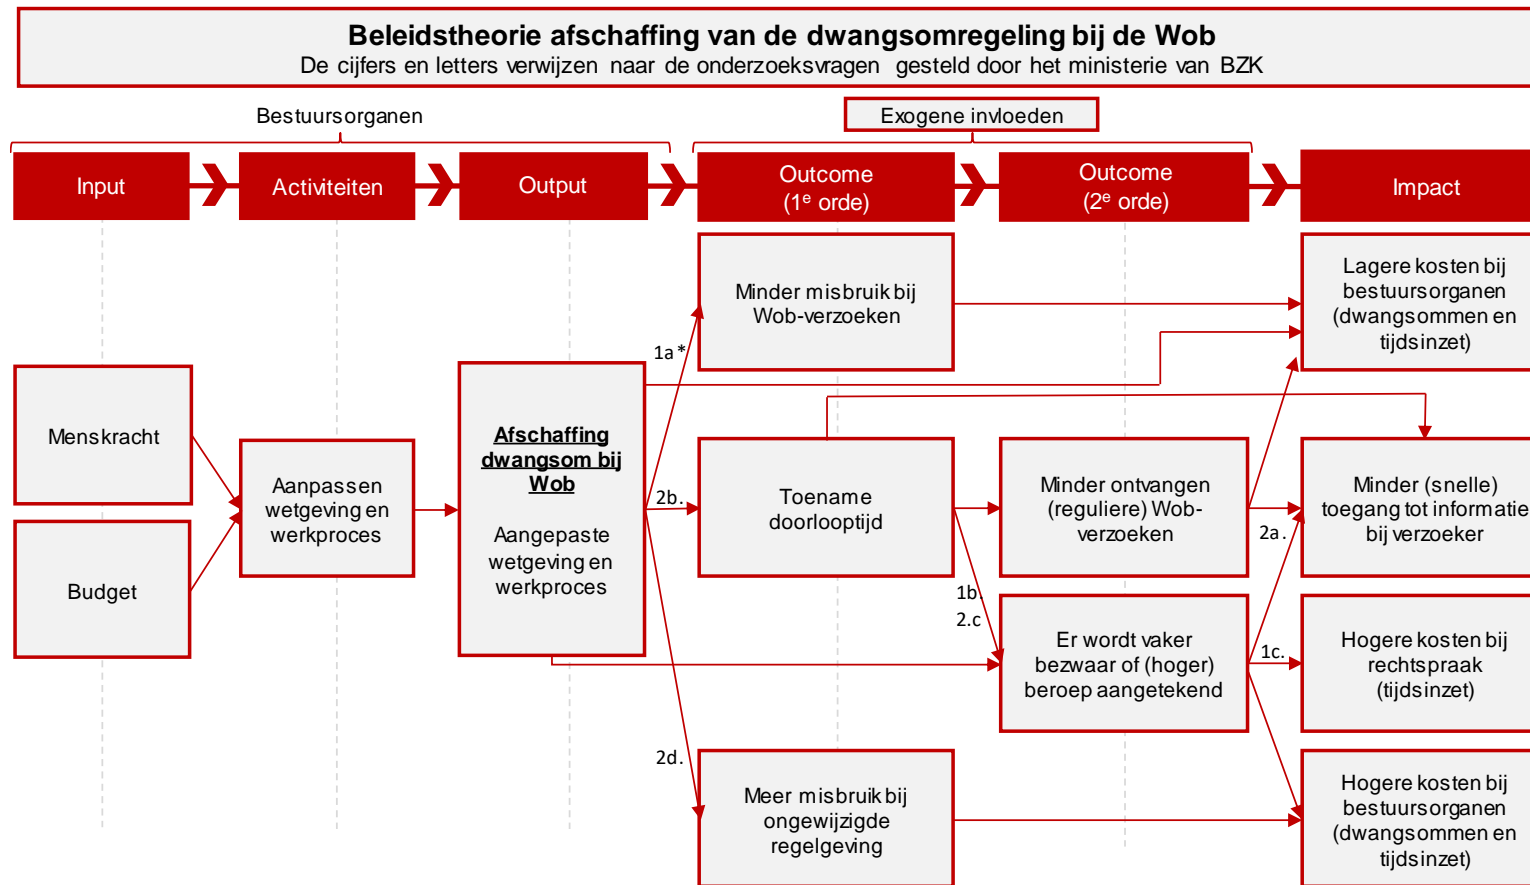 Beleidstheorie afschaffing van de dwangsomregeling bij de Wob
De cijfers en letters verwijzen naar de onderzoeksvragen gesteld door het ministerie van BZK
Bestuursorganen
Exogene invloeden
Input
Activiteiten
Output
Outcome
(1e orde)
Outcome
(2e orde)
Impact
Minder misbruik bij
Wob-verzoeken
Lagere kosten bij
bestuursorganen
(dwangsommen en
tijdsinzet)
1a*
Menskracht
Budget
Aanpassen
wetgeving en
werkproces
Afschaffing
dwangsom bij
Wob
Aangepaste
wetgeving en
werkproces
2b.
Toename
doorlooptijd
Minder ontvangen
(reguliere) Wob-
verzoeken
2a.
Minder (snelle)
toegang tot informatie
bij verzoeker
1b.
2.c
Er wordt vaker
bezwaar of (hoger)
beroep aangetekend
1c.
Hogere kosten bij
rechtspraak
(tijdsinzet)
2d.
Meer misbruik bij
ongewijzigde
regelgeving
Hogere kosten bij
bestuursorganen
(dwangsommen en
tijdsinzet)